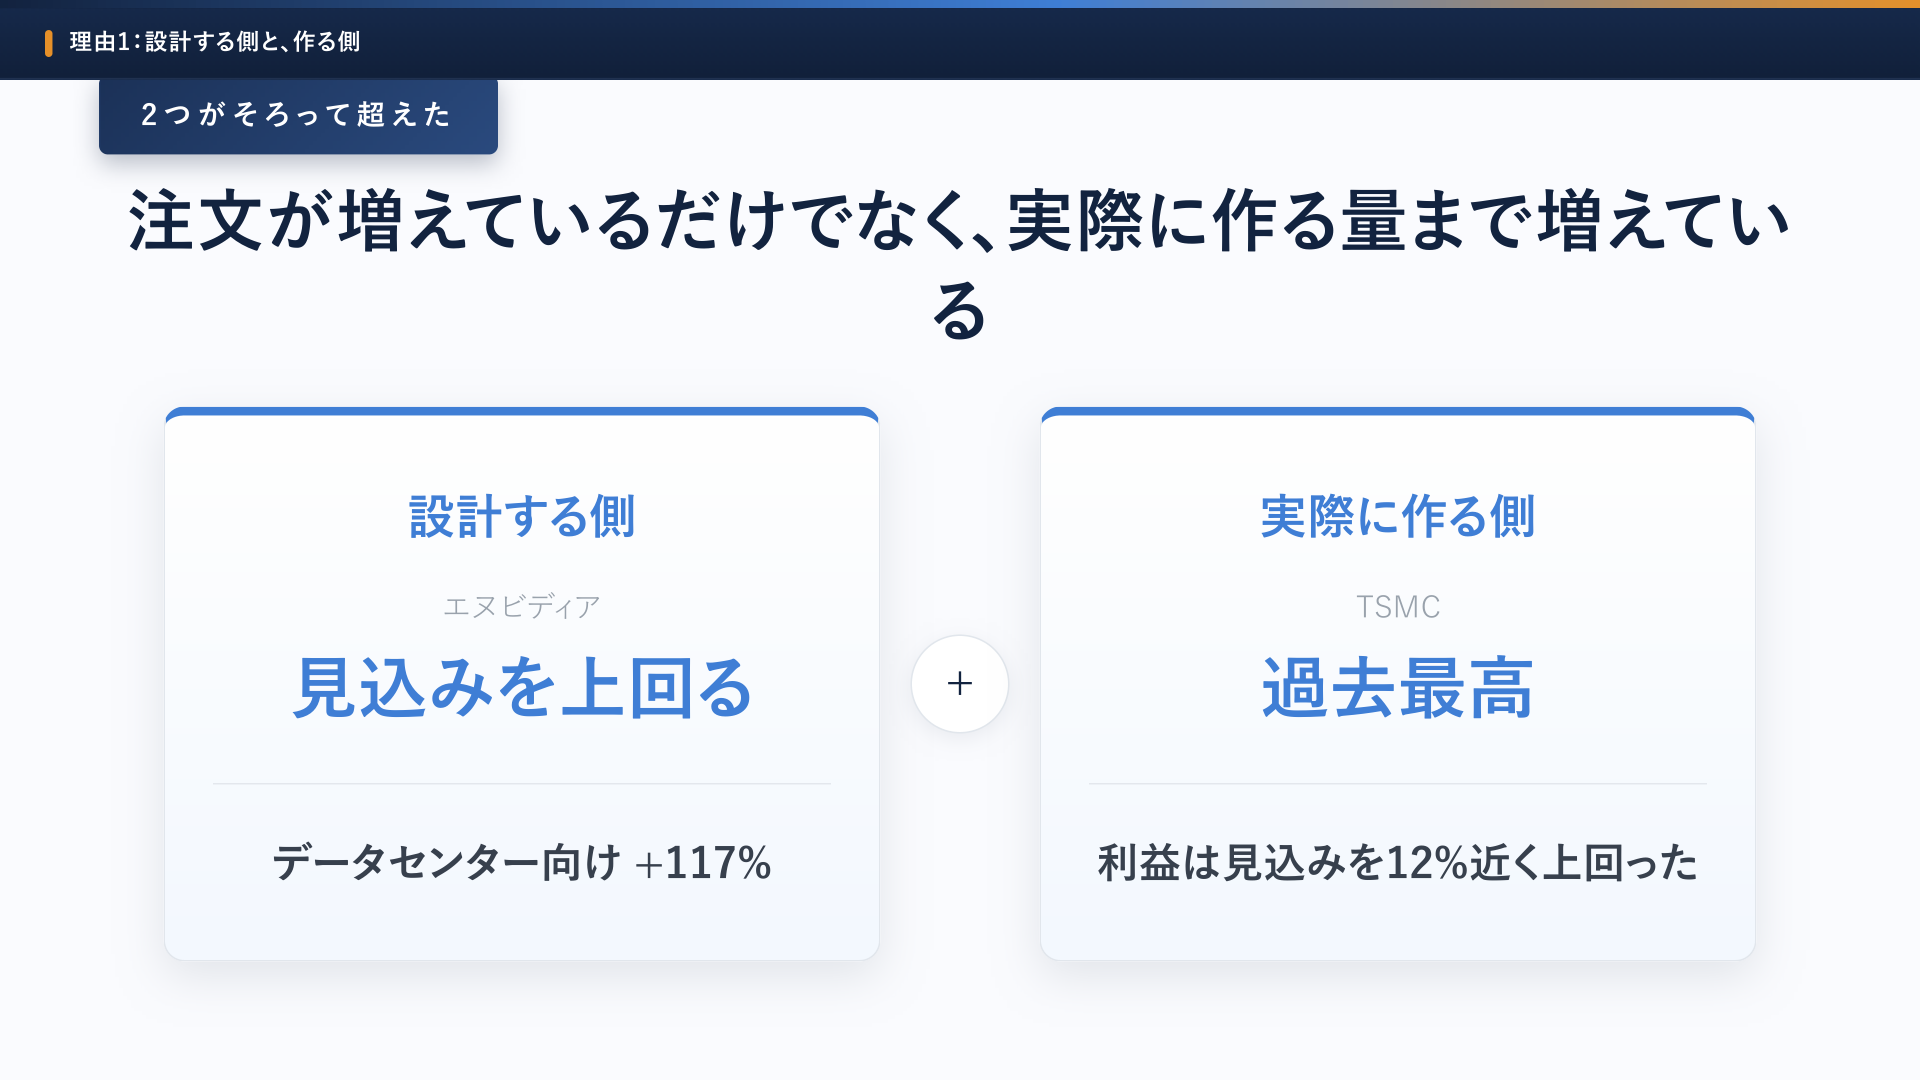 理由1：設計する側と、作る側
2つがそろって超えた
注文が増えているだけでなく、実際に作る量まで増えてい
る
設計する側
エヌビディア
見込みを上回る
データセンター向け +117%
+
実際に作る側
TSMC
過去最高
利益は見込みを12%近く上回った